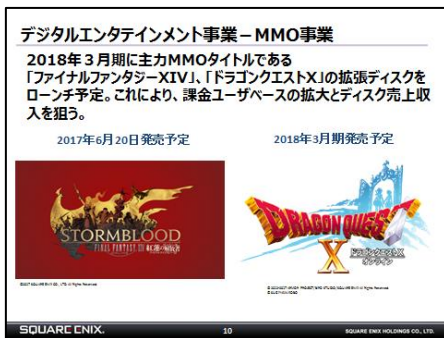 デジタルエンタテインメント事業－MMO事業
2018年３月期に主力MMOタイトルである
「ファイナルファンタジーXIV」、「ドラゴンクエストX」の拡張ディスクを
ローンチ予定。これにより、課金ユーザベースの拡大とディスク売上収
入を狙う。
2017年6月20日発売予定
2018年3月期発売予定
STORMBLOOD
FINAL FANTASY XIV 紅蓮の解放者
DRAGON QUEST
X
ドラゴンクエストX
オンライン
SQUARE ENIX.
10
SQUARE ENIX HOLDINGS CO., LTD.